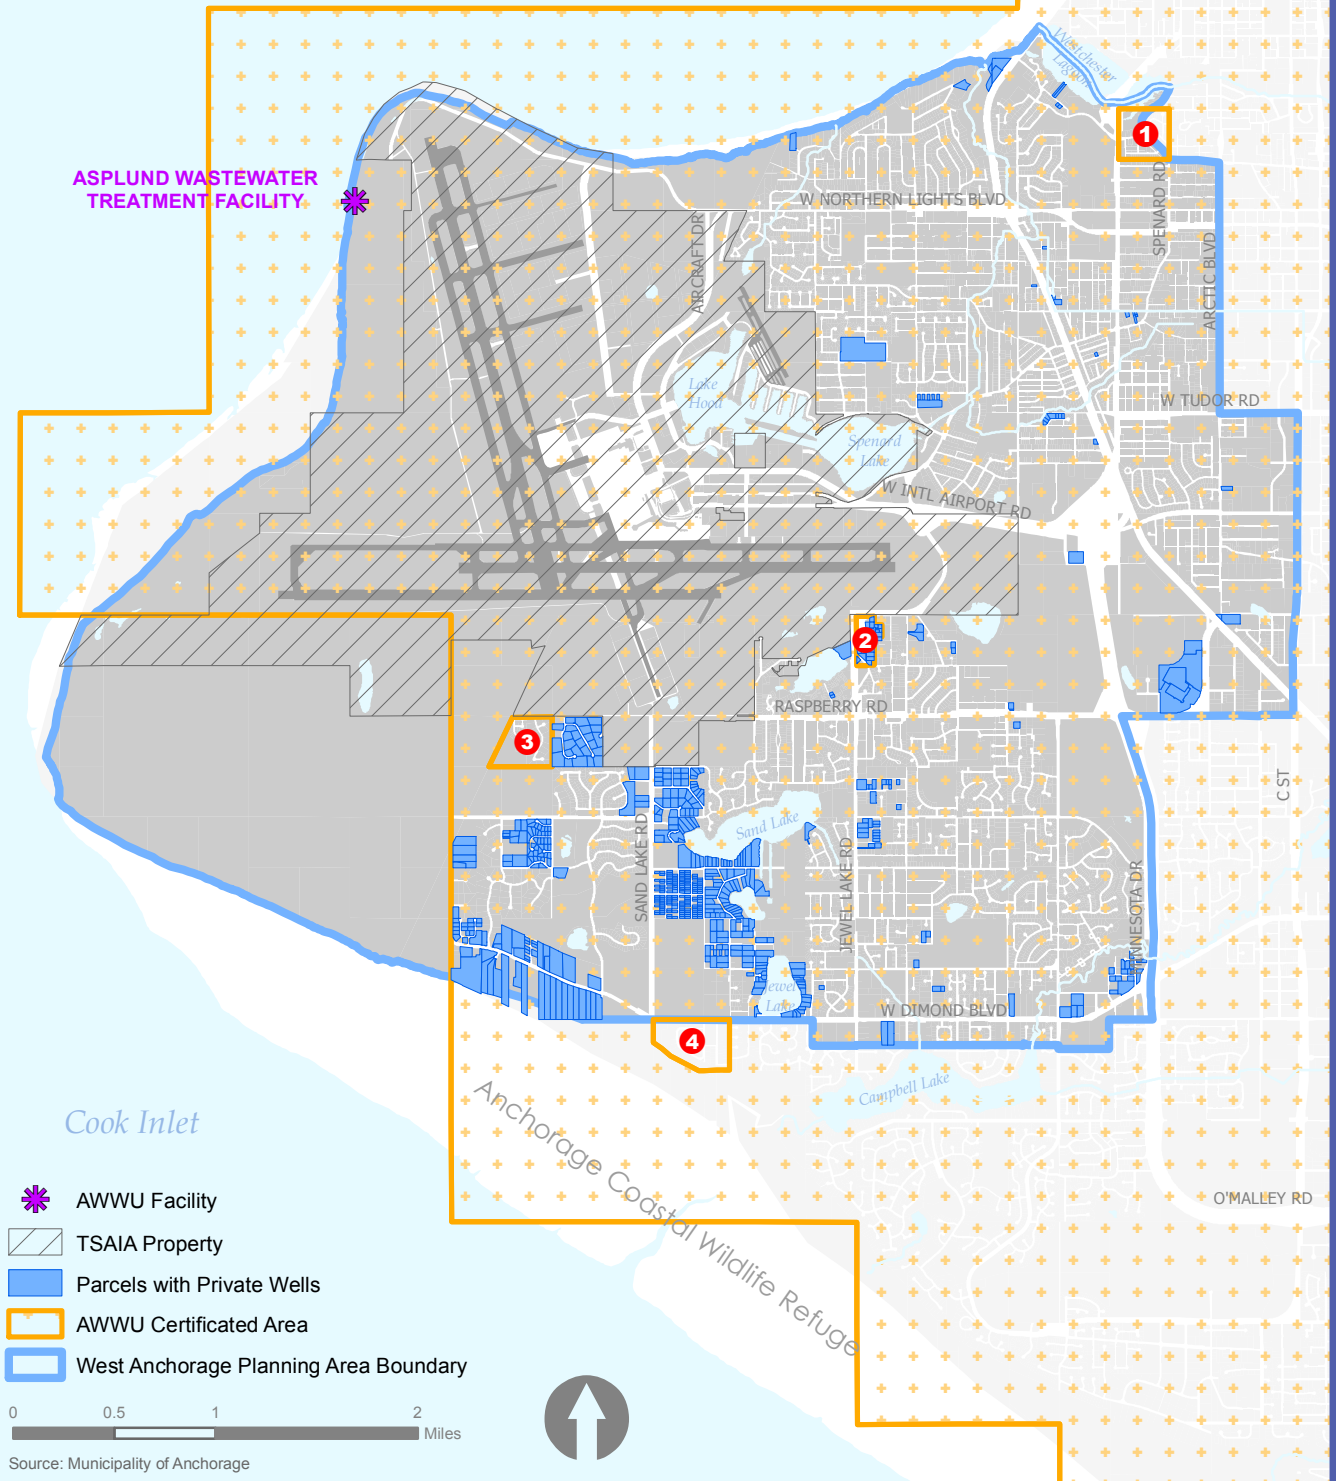 Westchester
Lagoon
1
ASPLUND WASTEWATER
TREATMENT FACILITY
W NORTHERN LIGHTS BLVD
SPENARD RD
AIRCRAFT DR
ARCTIC BLVD
Lake
Hood
W TUDOR RD
Spenard
Lake
W INTL AIRPORT RD
2
RASPBERRY RD
3
C ST
Sand Lake
SAND LAKE RD
JEWEL LAKE RD
MINNESOTA DR
Jewel
Lake
W DIMOND BLVD
4
Campbell Lake
Anchorage Coastal Wildlife Refuge
Cook Inlet
O'MALLEY RD
AWWU Facility
TSAIA Property
Parcels with Private Wells
AWWU Certificated Area
West Anchorage Planning Area Boundary
0 0.5 1 2
Miles
Source: Municipality of Anchorage